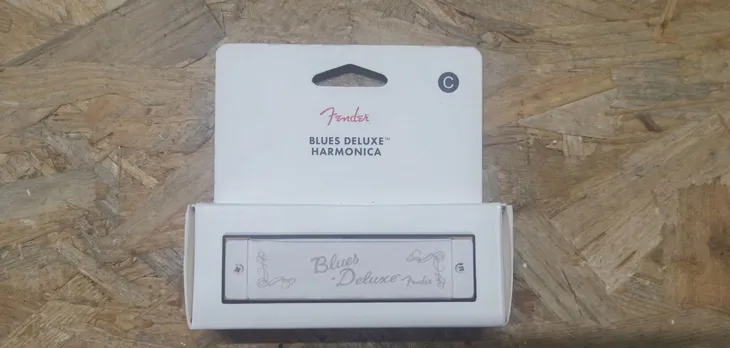 C
Fender
BLUES DELUXE™
HARMONICA
Blues
Deluxe
Fender